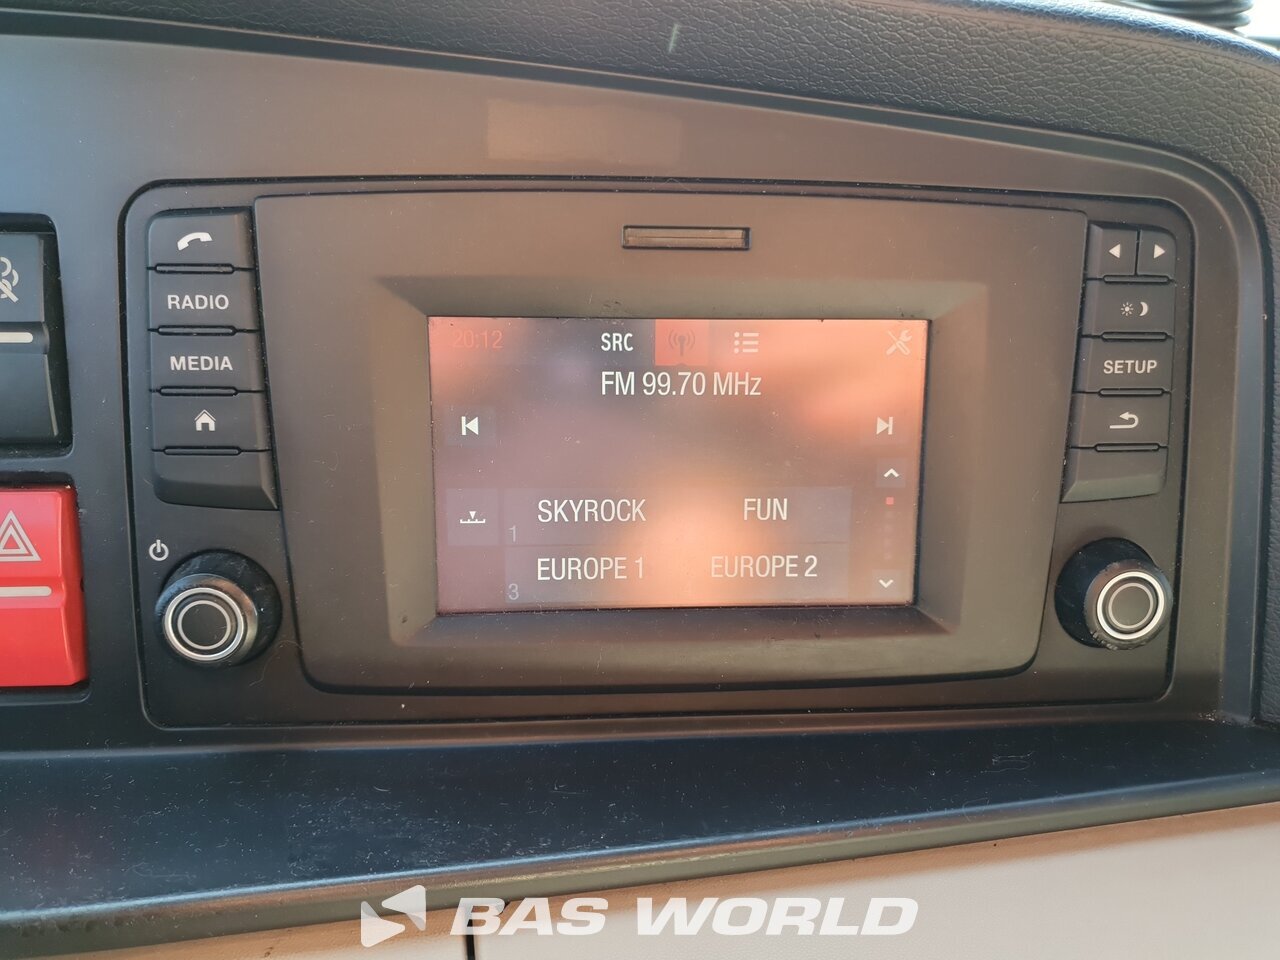 RADIO
MEDIA
SETUP
20:12 SRC
FM 99.70 MHz
1 SKYROCK FUN
3 EUROPE 1 EUROPE 2
BAS WORLD